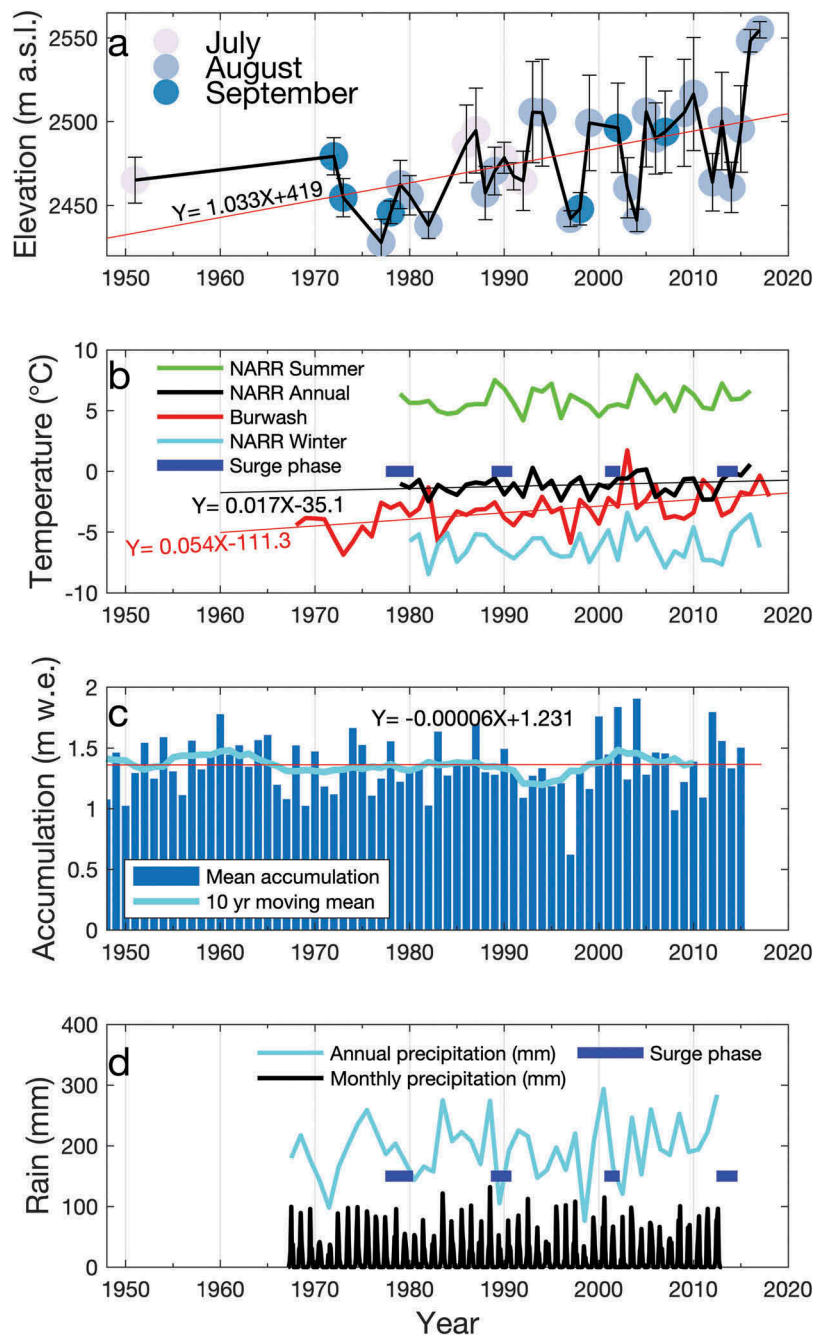 a
July
August
September
Y= 1.033X+419
Elevation (m a.s.l.)
2550
2500
2450
1950 1960 1970 1980 1990 2000 2010 2020
b
NARR Summer
NARR Annual
Burwash
NARR Winter
Surge phase
Y= 0.017X-35.1
Y= 0.054X-111.3
Temperature (°C)
10
5
0
-5
-10
1950 1960 1970 1980 1990 2000 2010 2020
c
Y= -0.00006X+1.231
Mean accumulation
10 yr moving mean
Accumulation (m w.e.)
2
1.5
1
0.5
0
1950 1960 1970 1980 1990 2000 2010 2020
d
Annual precipitation (mm) Surge phase
Monthly precipitation (mm)
Rain (mm)
400
300
200
100
0
1950 1960 1970 1980 1990 2000 2010 2020
Year